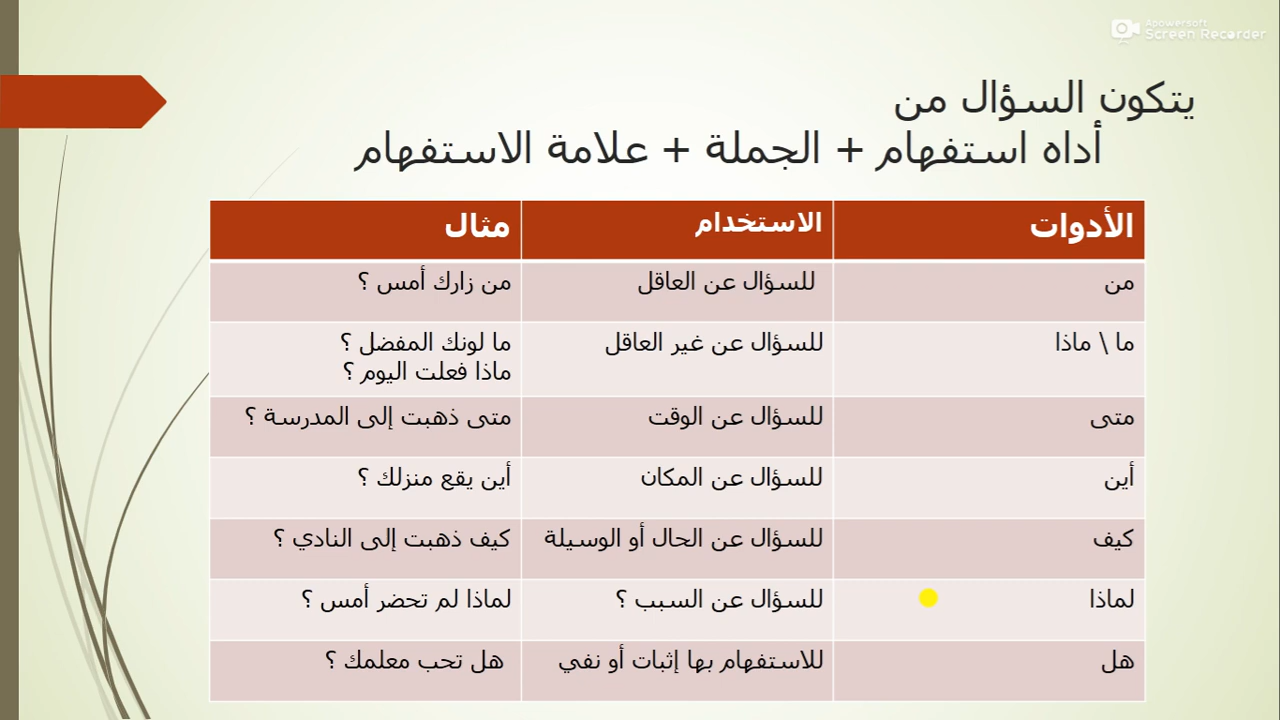 Apowersoft
Screen Recorder
يتكون السؤال من
أداه استفهام + الجملة + علامة الاستفهام
الأدوات الاستخدام مثال
من للسؤال عن العاقل من زارك أمس ؟
ما \ ماذا للسؤال عن غير العاقل ما لونك المفضل ؟
ماذا فعلت اليوم ؟
متى للسؤال عن الوقت متى ذهبت إلى المدرسة ؟
أين للسؤال عن المكان أين يقع منزلك ؟
كيف للسؤال عن الحال أو الوسيلة كيف ذهبت إلى النادي ؟
لماذا للسؤال عن السبب ؟ لماذا لم تحضر أمس ؟
هل للاستفهام بها إثبات أو نفي هل تحب معلمك ؟